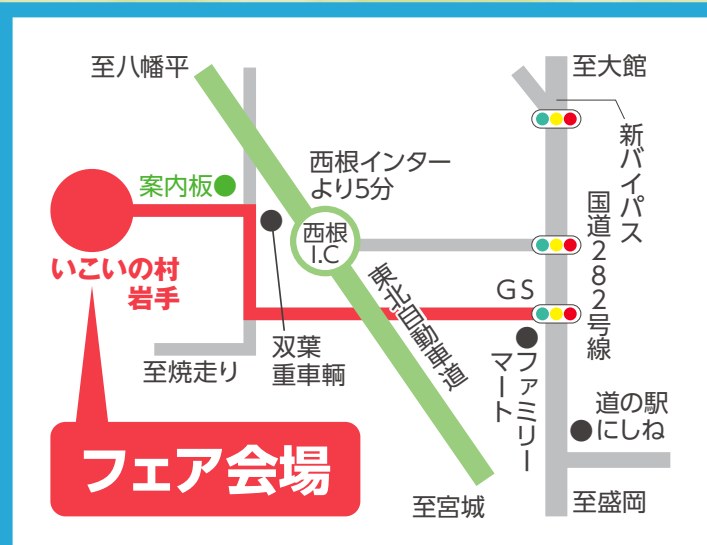 至八幡平
至大館
新バイパス
西根インター
より5分
案内板
西根
I.C
国道282号線
いこいの村
岩手
東北自動車道
GS
双葉
重車輌
ファミリー
マート
至焼走り
道の駅
にしね
フェア会場
至宮城
至盛岡